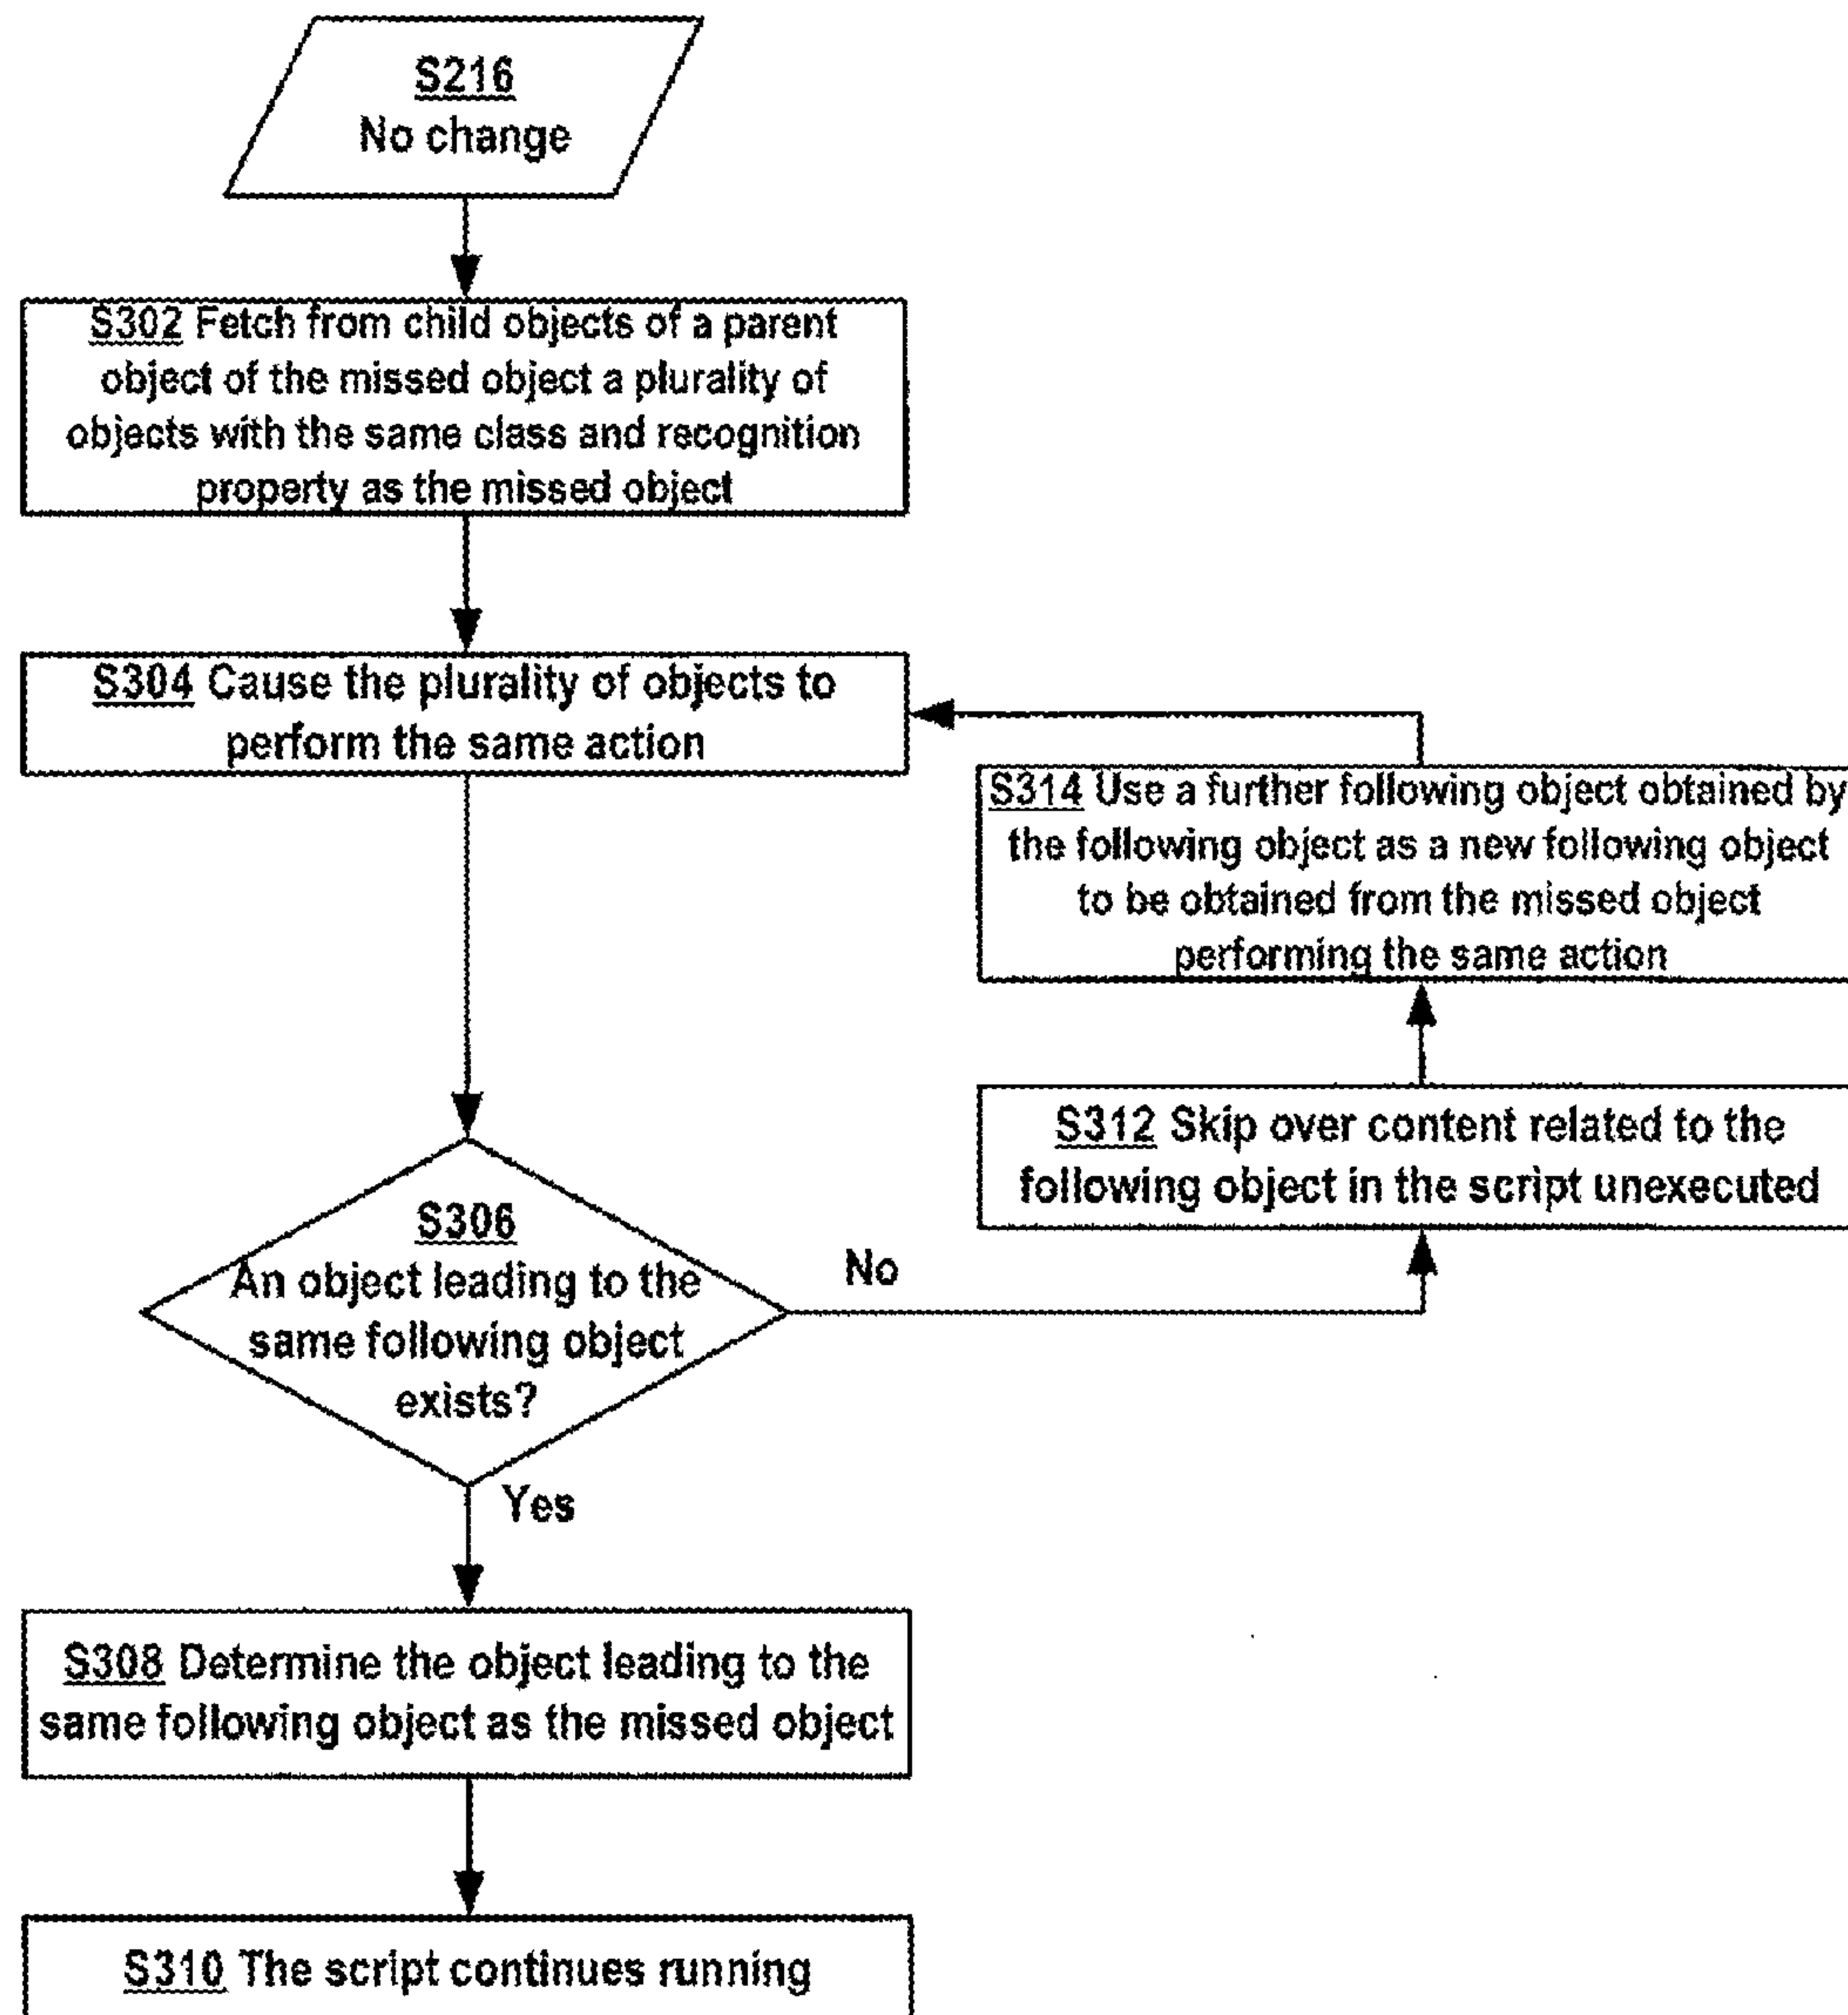 S216
No change
S302 Fetch from child objects of a parent
object of the missed object a plurality of
objects with the same class and recognition
property as the missed object
S304 Cause the plurality of objects to
perform the same action
S314 Use a further following object obtained by
the following object as a new following object
to be obtained from the missed object
performing the same action
S312 Skip over content related to the
following object in the script unexecuted
S306
An object leading to the
same following object
exists?
No
Yes
S308 Determine the object leading to the
same following object as the missed object
S310 The script continues running